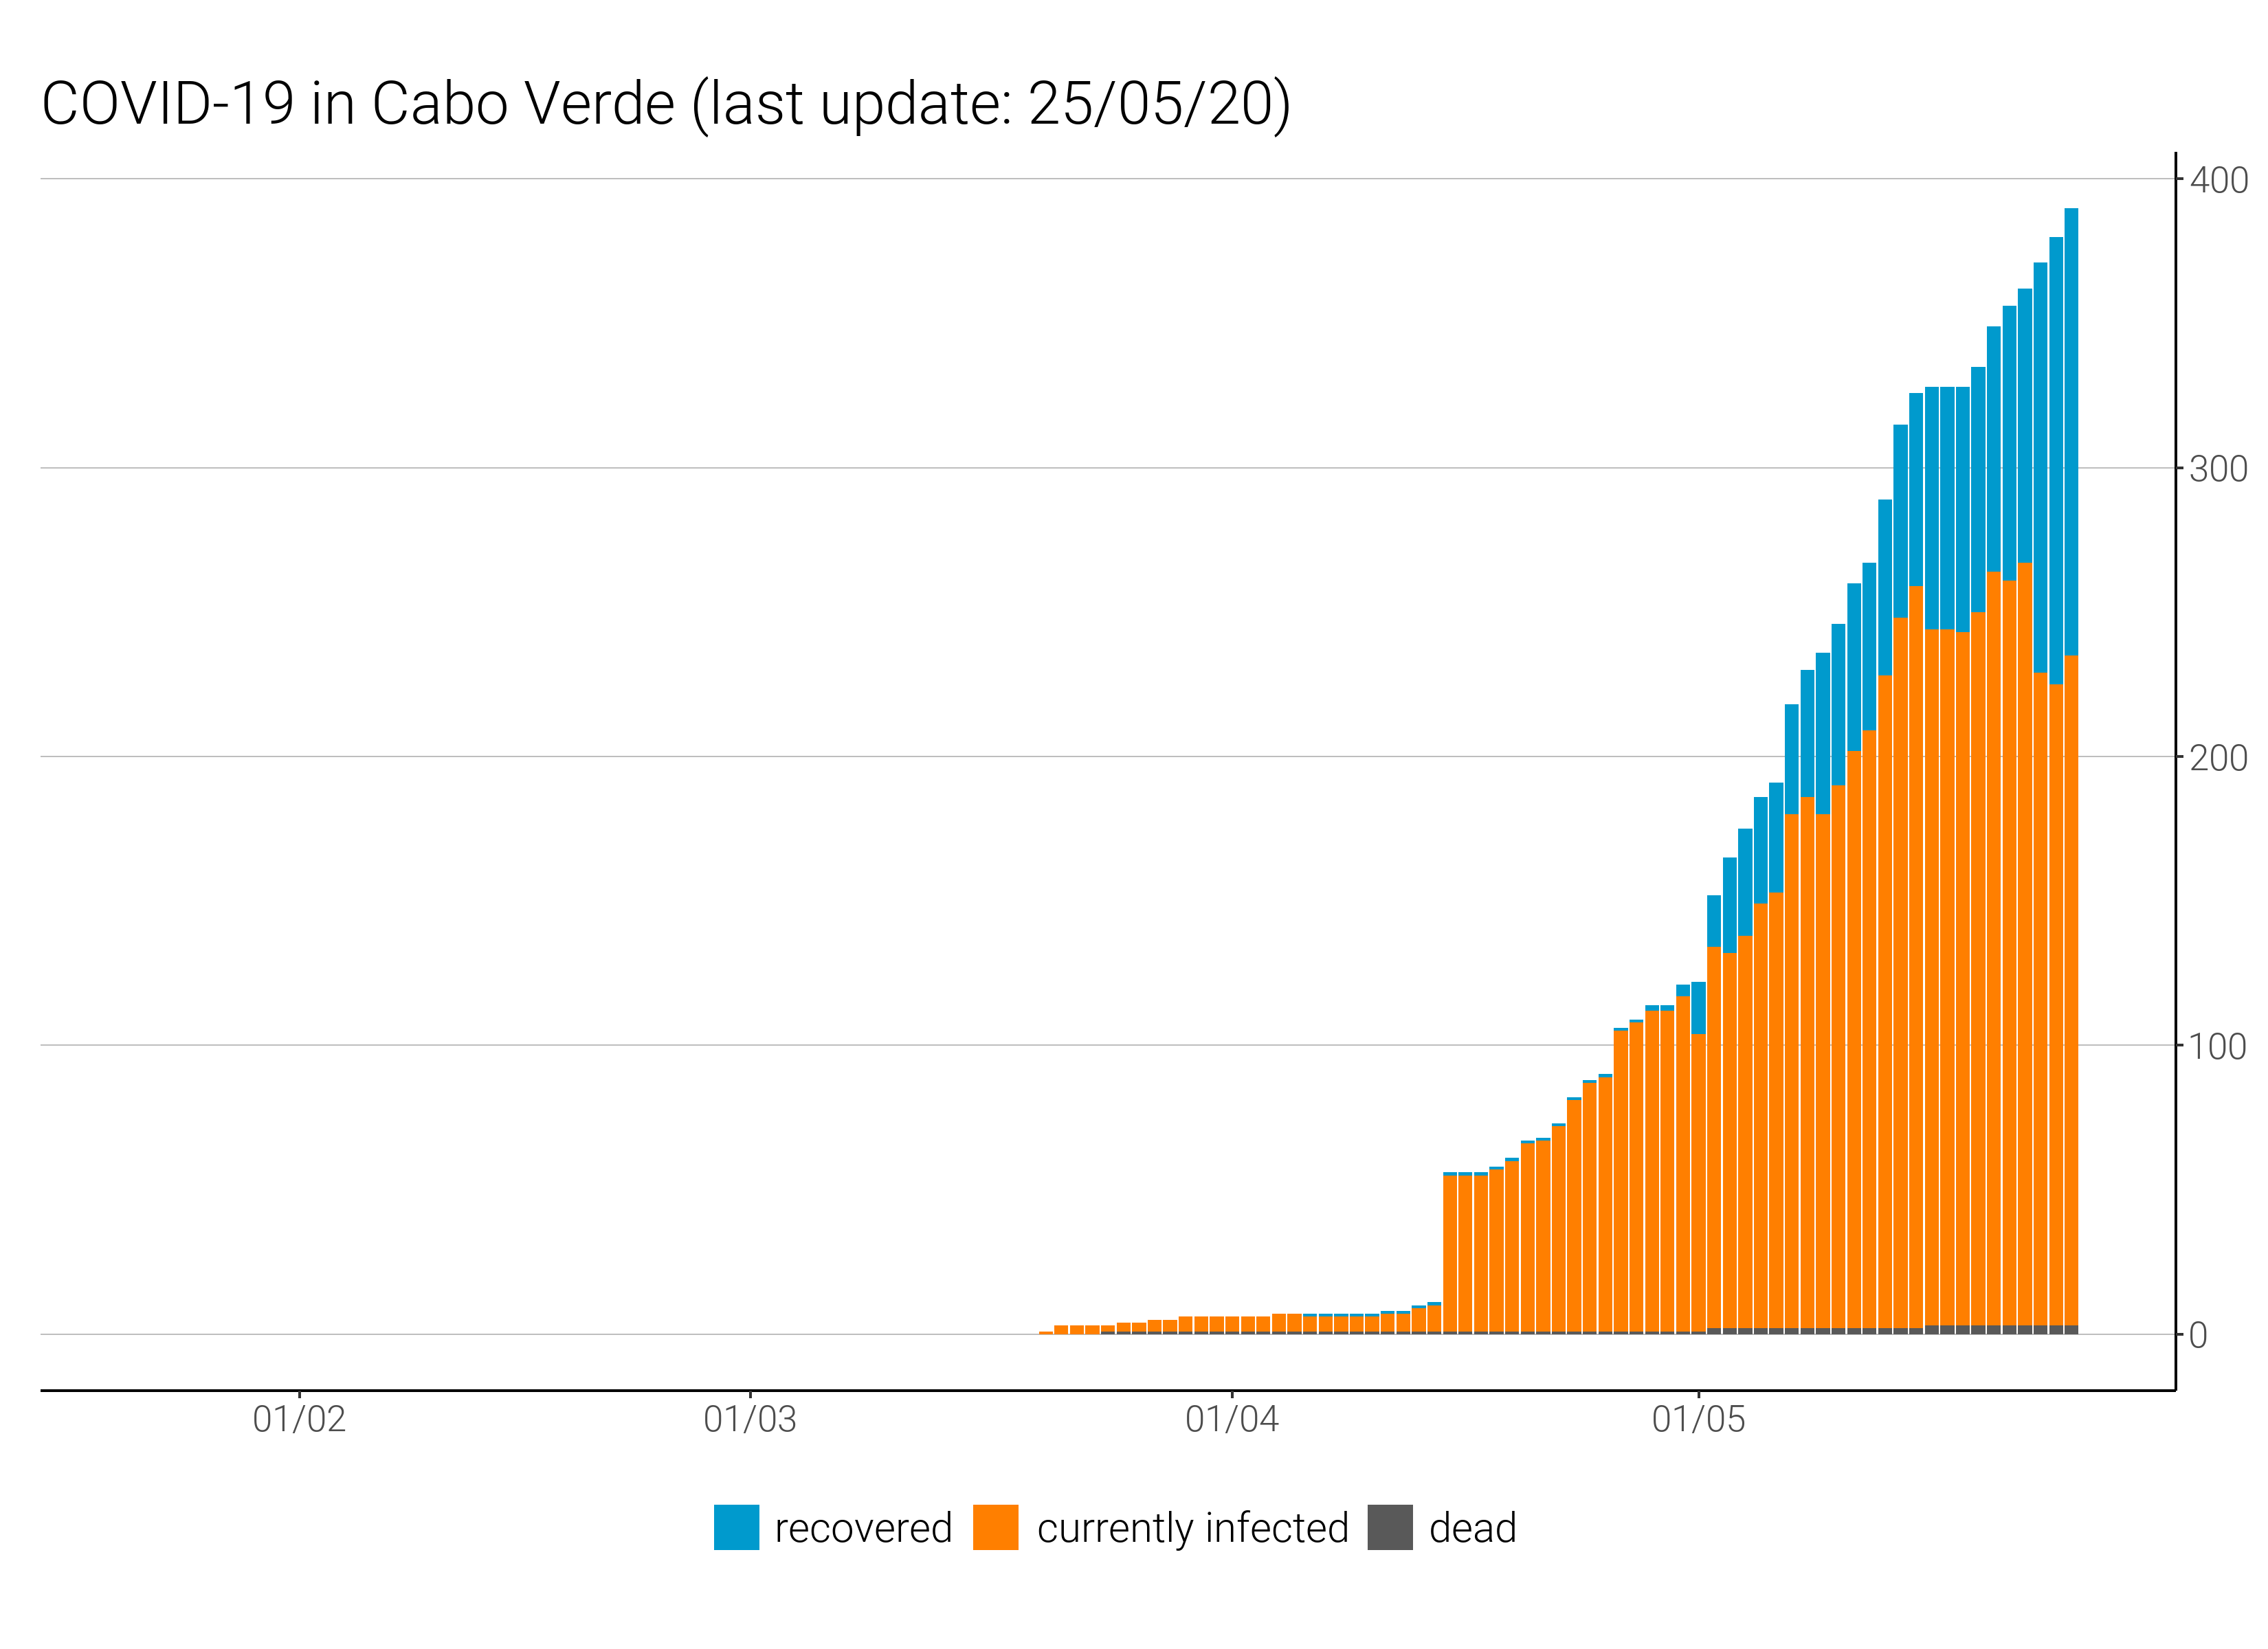 COVID-19 in Cabo Verde (last update: 25/05/20)
400
300
200
100
0
01/02 01/03 01/04 01/05
recovered currently infected dead